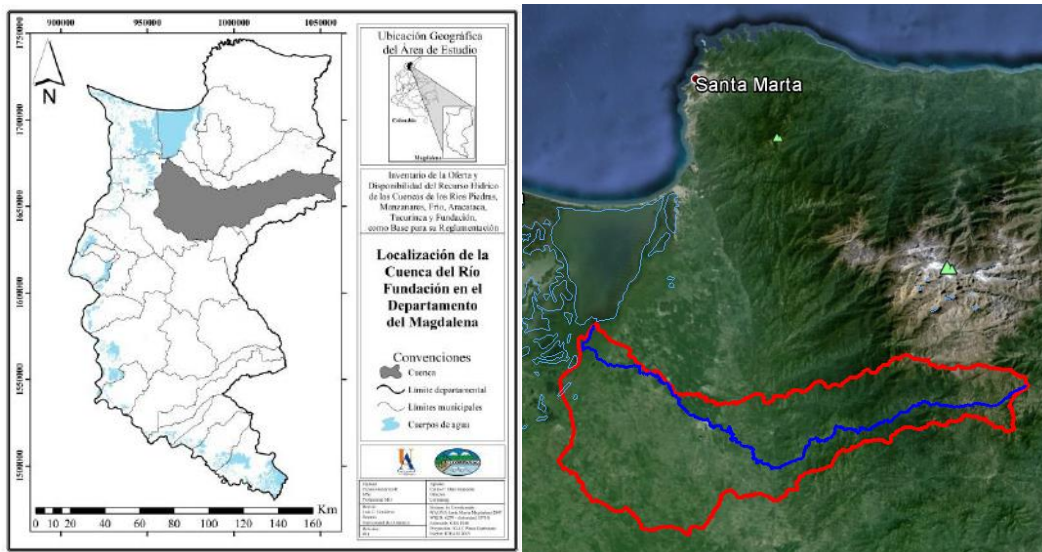 900000 950000 1000000 1050000
1750000
1700000
1650000
1600000
1550000
1500000
N
0 10 20 40 60 80 100 120 140 160 Km
Ubicación Geográfica
del Área de Estudio
Colombia
Magdalena
Inventario de la Oferta y
Disponibilidad del Recurso Hídrico
de las Cuencas de los Ríos Piedras,
Manzanares, Frío, Aracataca,
Tucurinca y Fundación,
como Base para su Reglamentación
Localización de la
Cuenca del Río
Fundación en el
Departamento
del Magdalena
Convenciones
Cuenca
Límite departamental
Límites municipales
Cuerpos de agua
Santa Marta